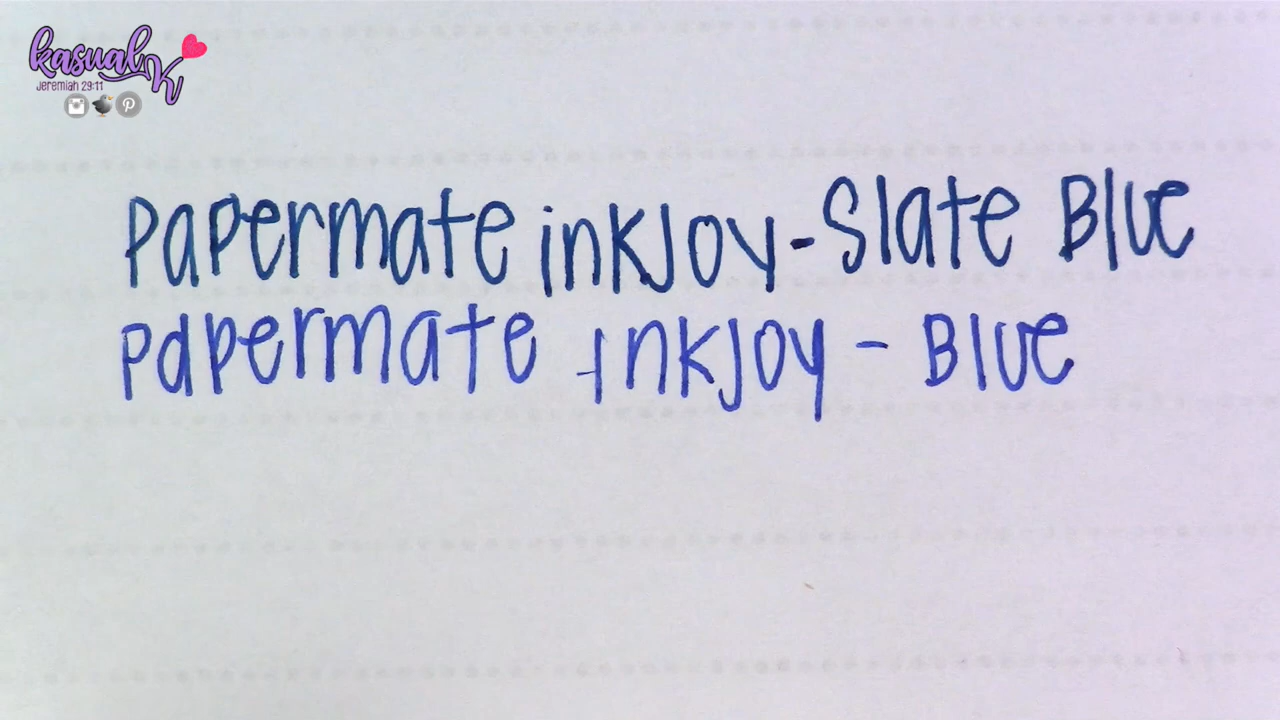 kasual K
Jeremiah 29:11
Papermate inkJoy - Slate Blue
Papermate inkJoy - Blue